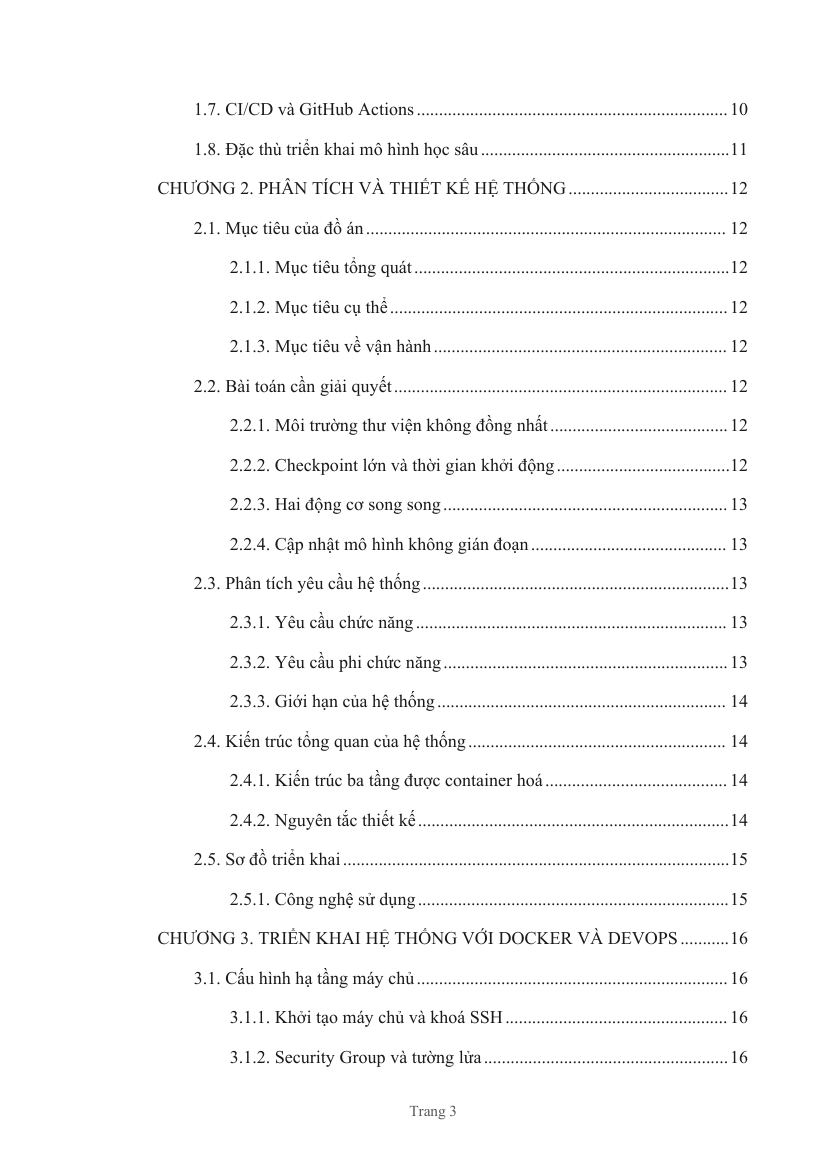 1.7. CI/CD và GitHub Actions ..................................................................... 10
1.8. Đặc thù triển khai mô hình học sâu ....................................................... 11
CHƯƠNG 2. PHÂN TÍCH VÀ THIẾT KẾ HỆ THỐNG .................................... 12
2.1. Mục tiêu của đồ án ................................................................................ 12
2.1.1. Mục tiêu tổng quát ...................................................................... 12
2.1.2. Mục tiêu cụ thể ........................................................................... 12
2.1.3. Mục tiêu về vận hành .................................................................. 12
2.2. Bài toán cần giải quyết .......................................................................... 12
2.2.1. Môi trường thư viện không đồng nhất ........................................ 12
2.2.2. Checkpoint lớn và thời gian khởi động ....................................... 12
2.2.3. Hai động cơ song song ................................................................ 13
2.2.4. Cập nhật mô hình không gián đoạn ............................................ 13
2.3. Phân tích yêu cầu hệ thống .................................................................... 13
2.3.1. Yêu cầu chức năng ...................................................................... 13
2.3.2. Yêu cầu phi chức năng ................................................................ 13
2.3.3. Giới hạn của hệ thống ................................................................. 14
2.4. Kiến trúc tổng quan của hệ thống .......................................................... 14
2.4.1. Kiến trúc ba tầng được container hoá ......................................... 14
2.4.2. Nguyên tắc thiết kế ..................................................................... 14
2.5. Sơ đồ triển khai ...................................................................................... 15
2.5.1. Công nghệ sử dụng ..................................................................... 15
CHƯƠNG 3. TRIỂN KHAI HỆ THỐNG VỚI DOCKER VÀ DEVOPS ........... 16
3.1. Cấu hình hạ tầng máy chủ ...................................................................... 16
3.1.1. Khởi tạo máy chủ và khoá SSH .................................................. 16
3.1.2. Security Group và tường lửa ....................................................... 16
Trang 3